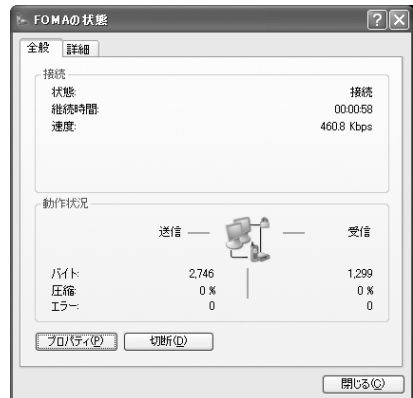 FOMAの状態
全般 詳細
接続
状態: 接続
継続時間: 00:00:58
速度: 460.8 Kbps
動作状況
送信 — — 受信
バイト: 2,746 1,299
圧縮: 0 % 0 %
エラー: 0 0
プロパティ(P) 切断(D)
閉じる(C)